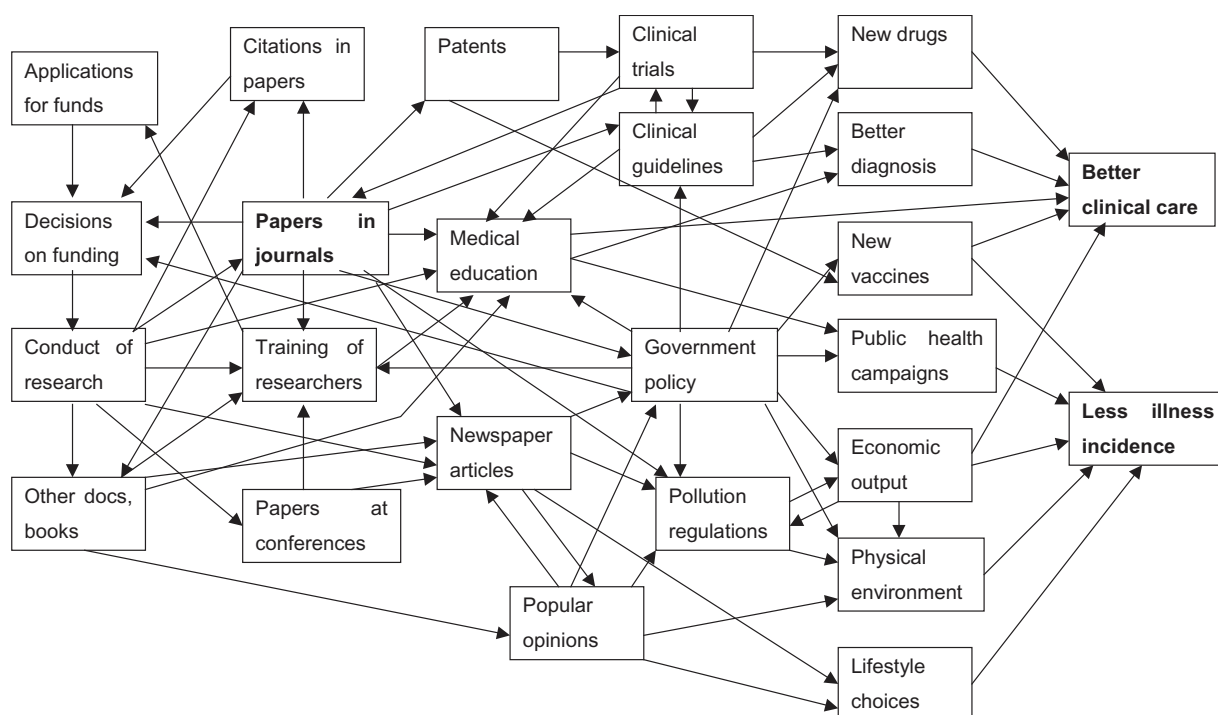 Applications
for funds
Citations in
papers
Patents
Clinical
trials
New drugs
Clinical
guidelines
Better
diagnosis
Better
clinical care
Decisions
on funding
Papers in
journals
Medical
education
New
vaccines
Conduct of
research
Training of
researchers
Government
policy
Public health
campaigns
Less illness
incidence
Newspaper
articles
Economic
output
Other docs,
books
Papers at
conferences
Pollution
regulations
Physical
environment
Popular
opinions
Lifestyle
choices